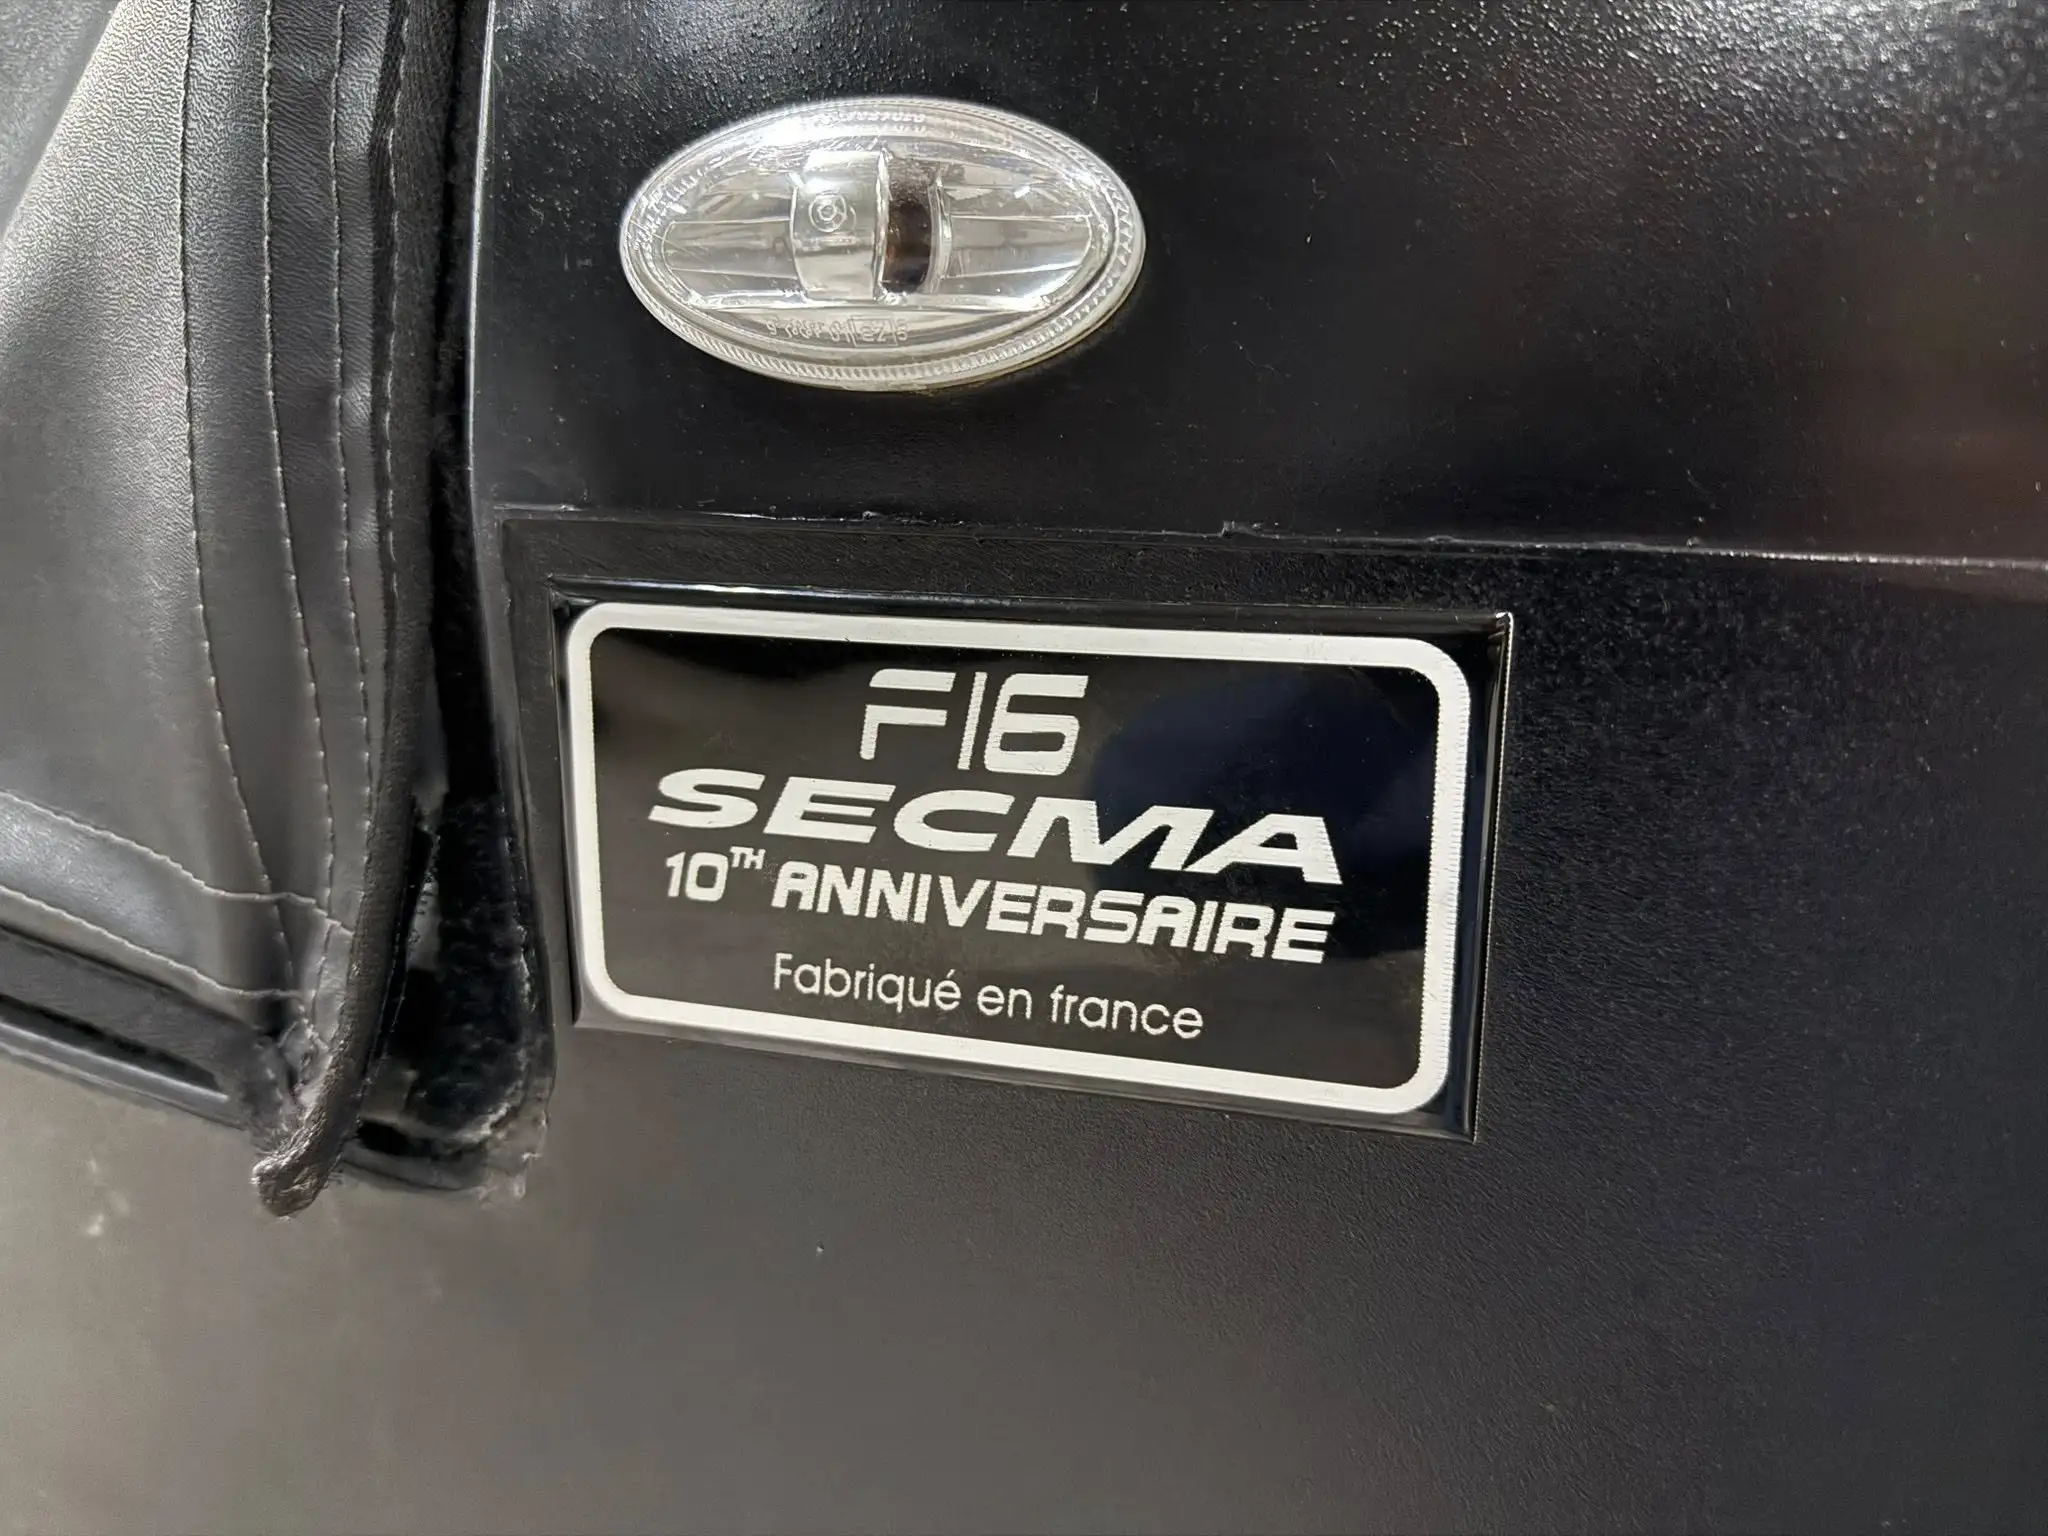 F16
SECMA
10TH ANNIVERSAIRE
Fabriqué en france